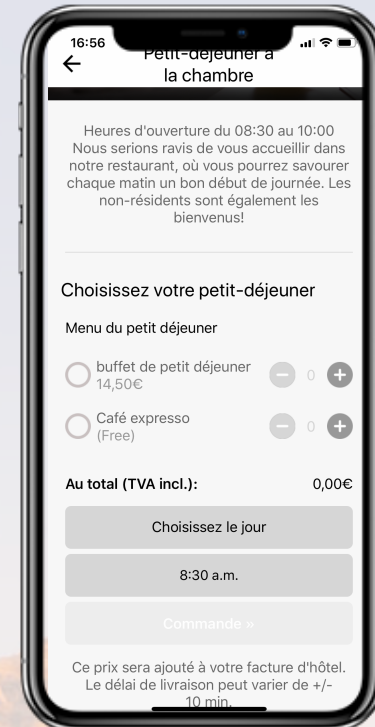 16:56
Petit-déjeuner à
la chambre
Heures d'ouverture du 08:30 au 10:00
Nous serions ravis de vous accueillir dans
notre restaurant, où vous pourrez savourer
chaque matin un bon début de journée. Les
non-résidents sont également les
bienvenus!
Choisissez votre petit-déjeuner
Menu du petit déjeuner
buffet de petit déjeuner
14,50€
0
Café expresso
(Free)
0
Au total (TVA incl.): 0,00€
Choisissez le jour
8:30 a.m.
Commande »
Ce prix sera ajouté à votre facture d'hôtel.
Le délai de livraison peut varier de +/-
10 min.